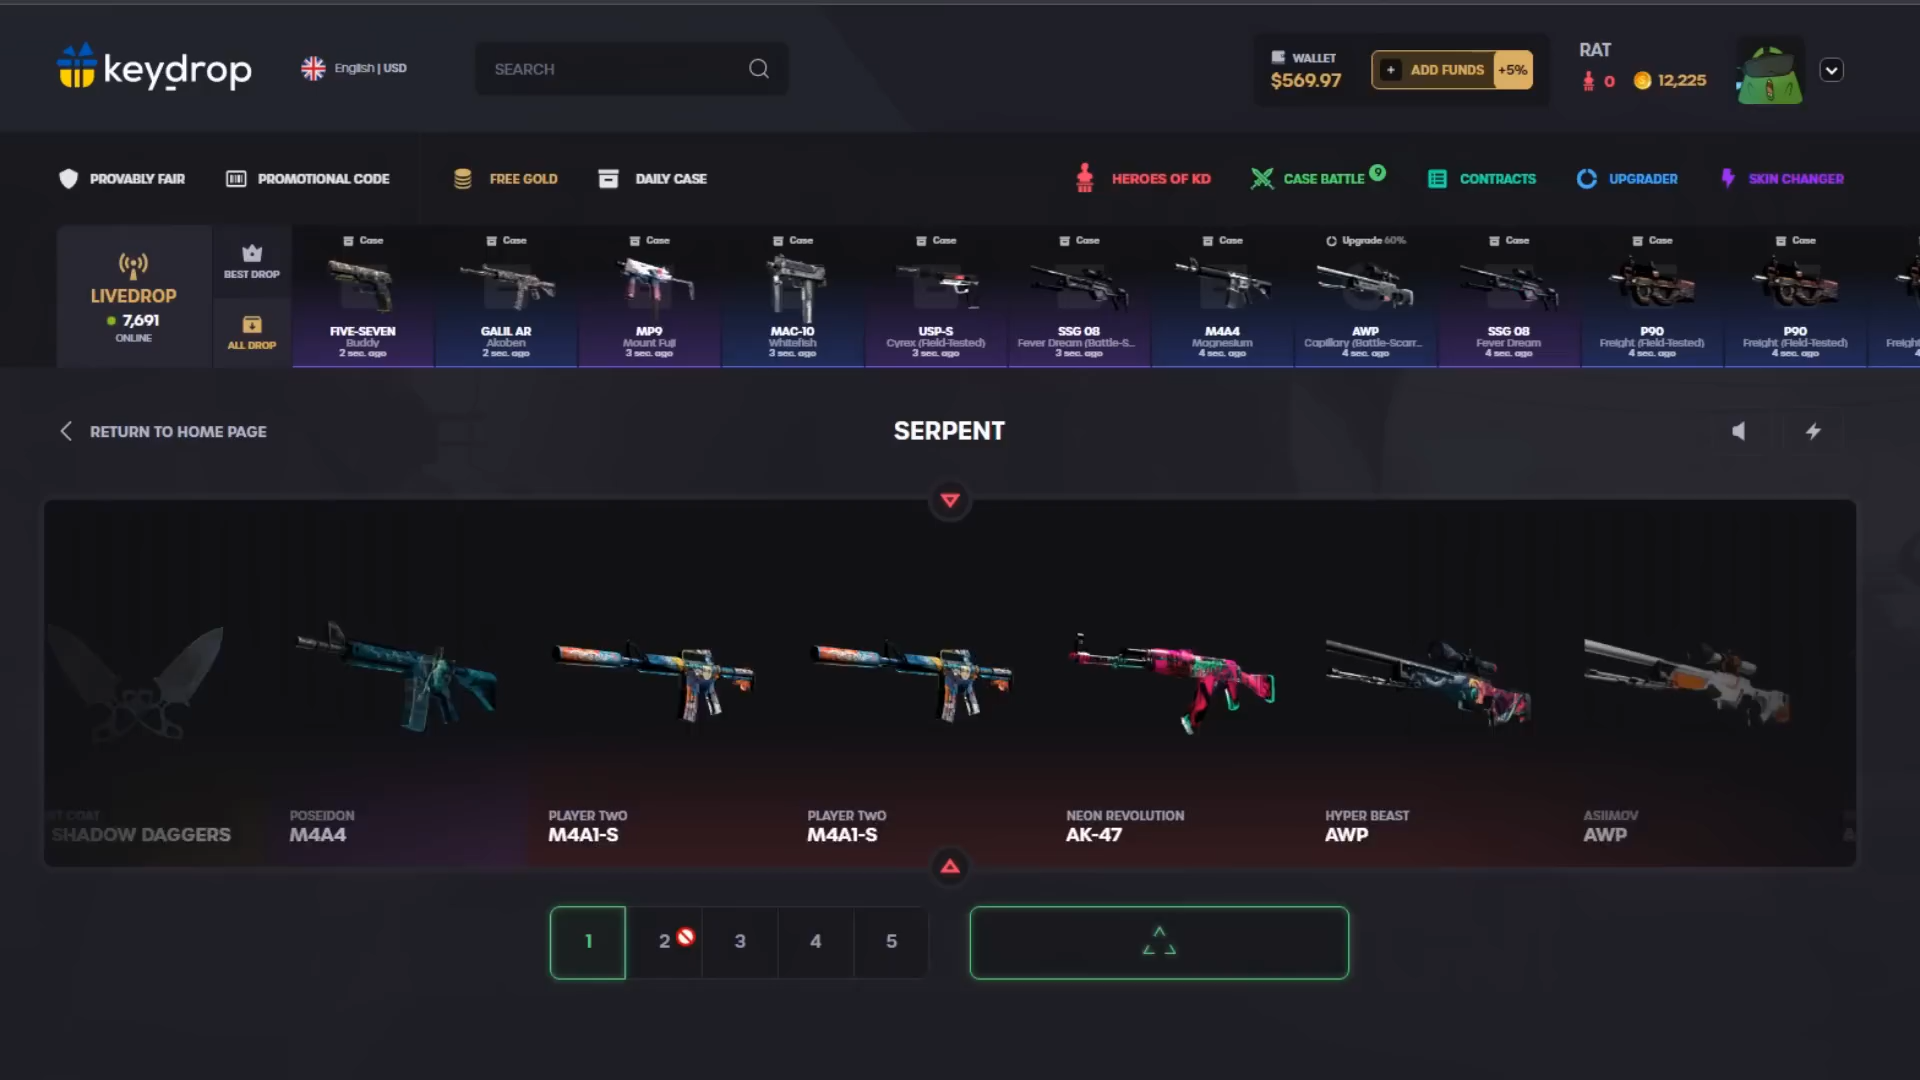 keydrop
English | USD
SEARCH
WALLET
$569.97
+ ADD FUNDS +5%
RAT
0 12,225
PROVABLY FAIR
PROMOTIONAL CODE
FREE GOLD
DAILY CASE
HEROES OF KD
CASE BATTLE 9
CONTRACTS
UPGRADER
SKIN CHANGER
LIVEDROP
7,691
ONLINE
BEST DROP
ALL DROP
Case
FIVE-SEVEN
Buddy
2 sec. ago
Case
GALIL AR
Akoben
2 sec. ago
Case
MP9
Mount Fuji
3 sec. ago
Case
MAC-10
Whitefish
3 sec. ago
Case
USP-S
Cyrex (Field-Tested)
3 sec. ago
Case
SSG 08
Fever Dream (Battle-S...
3 sec. ago
Case
M4A4
Magnesium
4 sec. ago
Upgrade 60%
AWP
Capillary (Battle-Scarr...
4 sec. ago
Case
SSG 08
Fever Dream
4 sec. ago
Case
P90
Freight (Field-Tested)
4 sec. ago
Case
P90
Freight (Field-Tested)
4 sec. ago
RETURN TO HOME PAGE
SERPENT
SHADOW DAGGERS
POSEIDON
M4A4
PLAYER TWO
M4A1-S
PLAYER TWO
M4A1-S
NEON REVOLUTION
AK-47
HYPER BEAST
AWP
ASIIMOV
AWP
1 2 3 4 5